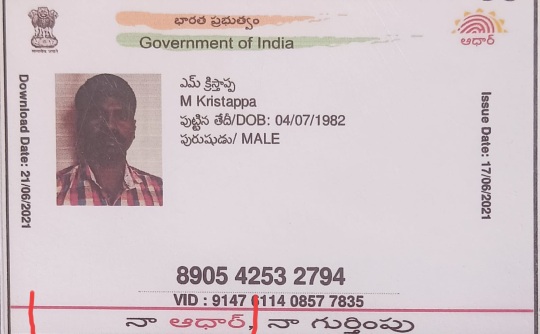 భారత ప్రభుత్వం
Government of India
ఆధార్
Download Date: 21/06/2021
ఎమ్ క్రిస్తాప్ప
M Kristappa
పుట్టిన తేదీ/DOB: 04/07/1982
పురుషుడు/ MALE
Issue Date: 17/06/2021
8905 4253 2794
VID : 9147 6114 0857 7835
నా ఆధార్, నా గుర్తింపు